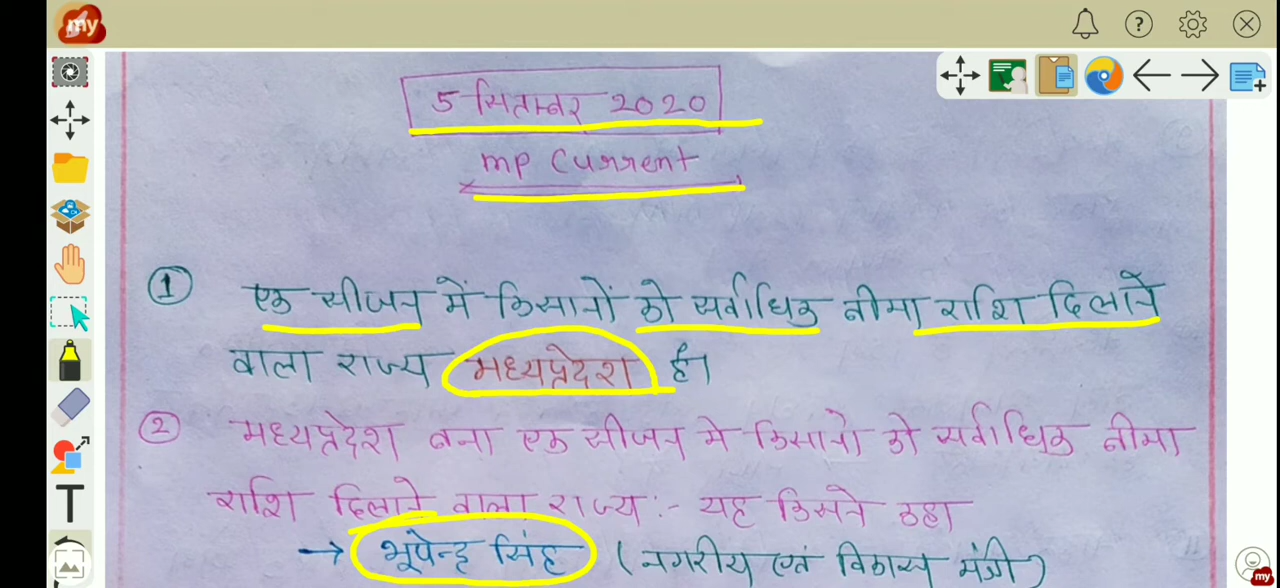 my
?
5 सितम्बर 2020
mp Current
① एक सीजन में किसानों को सर्वाधिक बीमा राशि दिलाने
वाला राज्य मध्यप्रदेश है।
② मध्यप्रदेश बना एक सीजन मे किसानो को सर्वाधिक बीमा
राशि दिलाने वाला राज्य :- यह किसने कहा
→ भूपेन्द्र सिंह (नगरीय एवं विकास मंत्री)
T
my